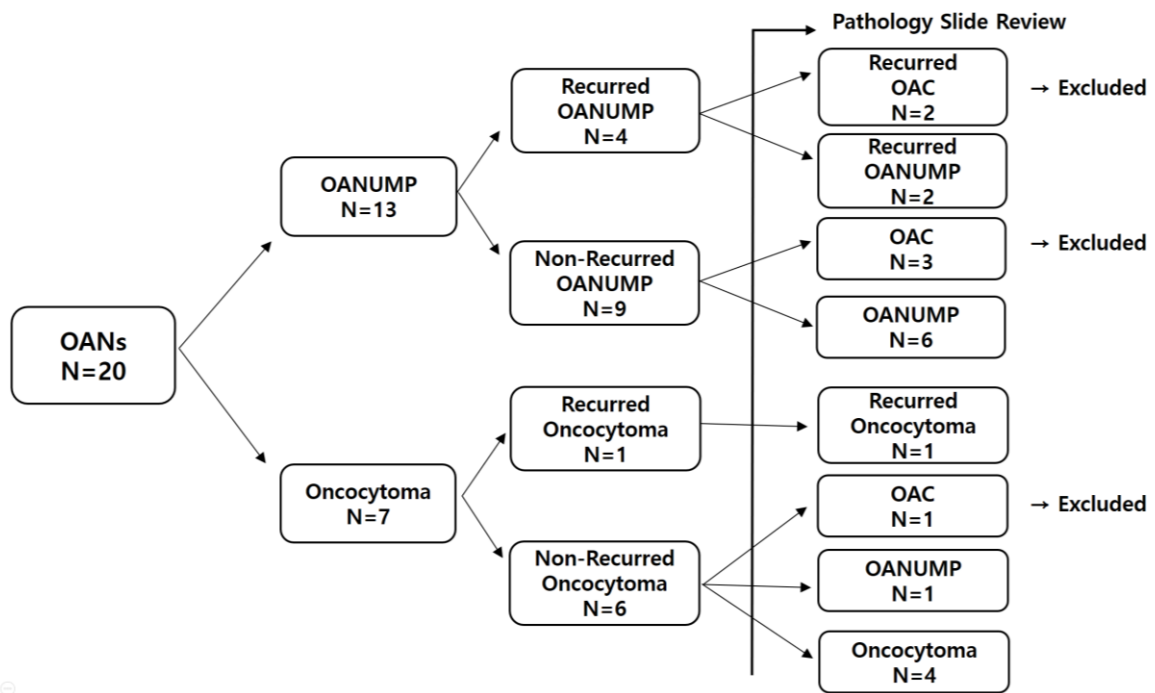 Pathology Slide Review
OANs
N=20
OANUMP
N=13
Oncocytoma
N=7
Recurred
OANUMP
N=4
Non-Recurred
OANUMP
N=9
Recurred
Oncocytoma
N=1
Non-Recurred
Oncocytoma
N=6
Recurred
OAC
N=2
→ Excluded
Recurred
OANUMP
N=2
OAC
N=3
→ Excluded
OANUMP
N=6
Recurred
Oncocytoma
N=1
OAC
N=1
→ Excluded
OANUMP
N=1
Oncocytoma
N=4